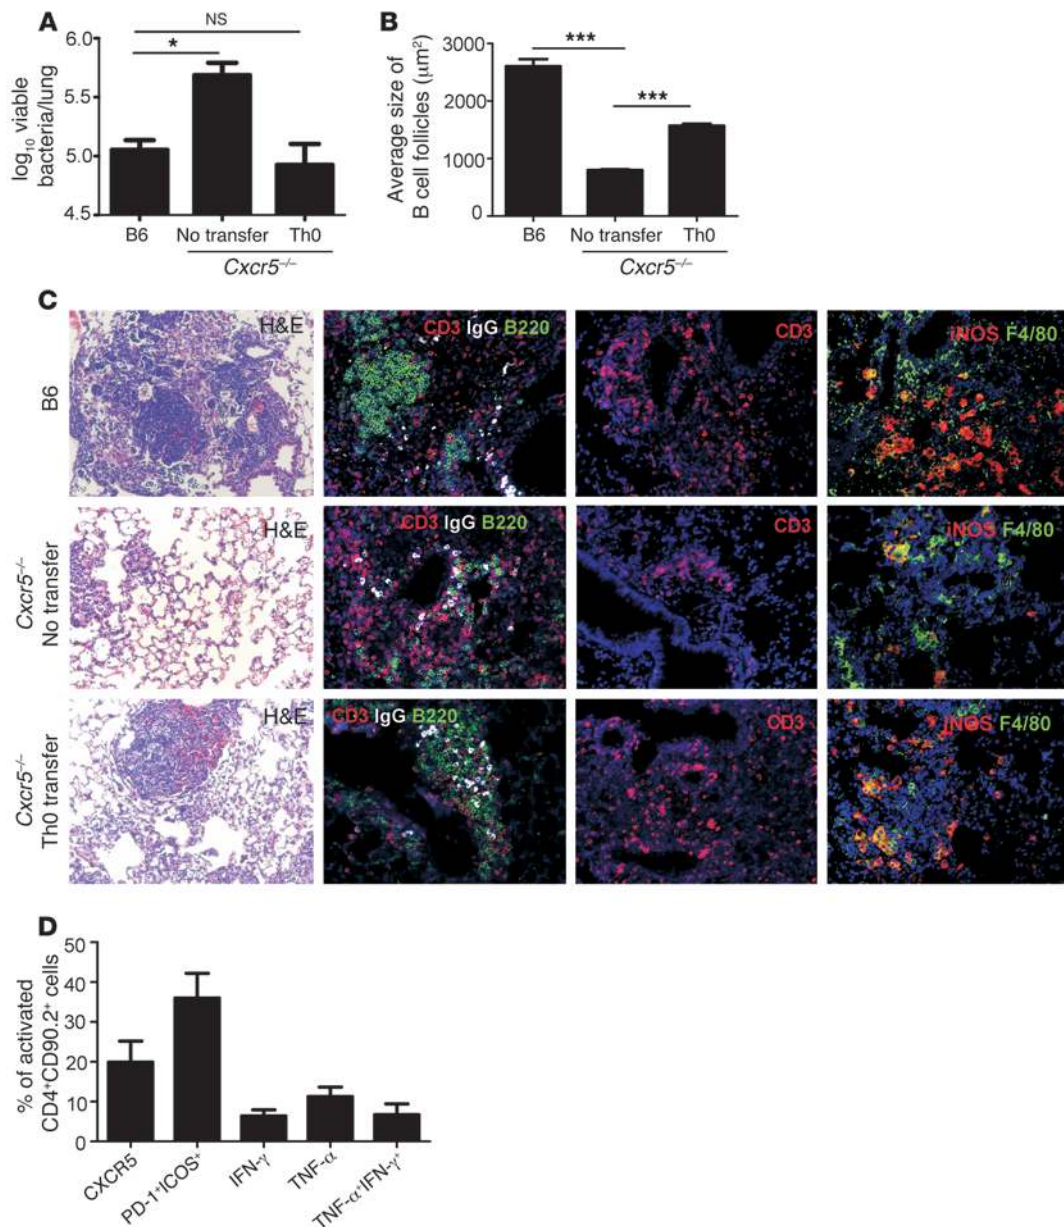 A
NS
*
6.0
5.5
5.0
4.5
log₁₀ viable
bacteria/lung
B6
No transfer
Th0
Cxcr5⁻/⁻
B
***
***
3000
2000
1000
0
Average size of
B cell follicles (μm²)
B6
No transfer
Th0
Cxcr5⁻/⁻
C
B6
H&E
CD3 IgG B220
CD3
iNOS F4/80
Cxcr5⁻/⁻
No transfer
H&E
CD3 IgG B220
CD3
iNOS F4/80
Cxcr5⁻/⁻
Th0 transfer
H&E
CD3 IgG B220
CD3
iNOS F4/80
D
50
40
30
20
10
0
% of activated
CD4⁺CD90.2⁺ cells
CXCR5
PD-1⁺ICOS⁺
IFN-γ
TNF-α
TNF-α⁺IFN-γ⁺